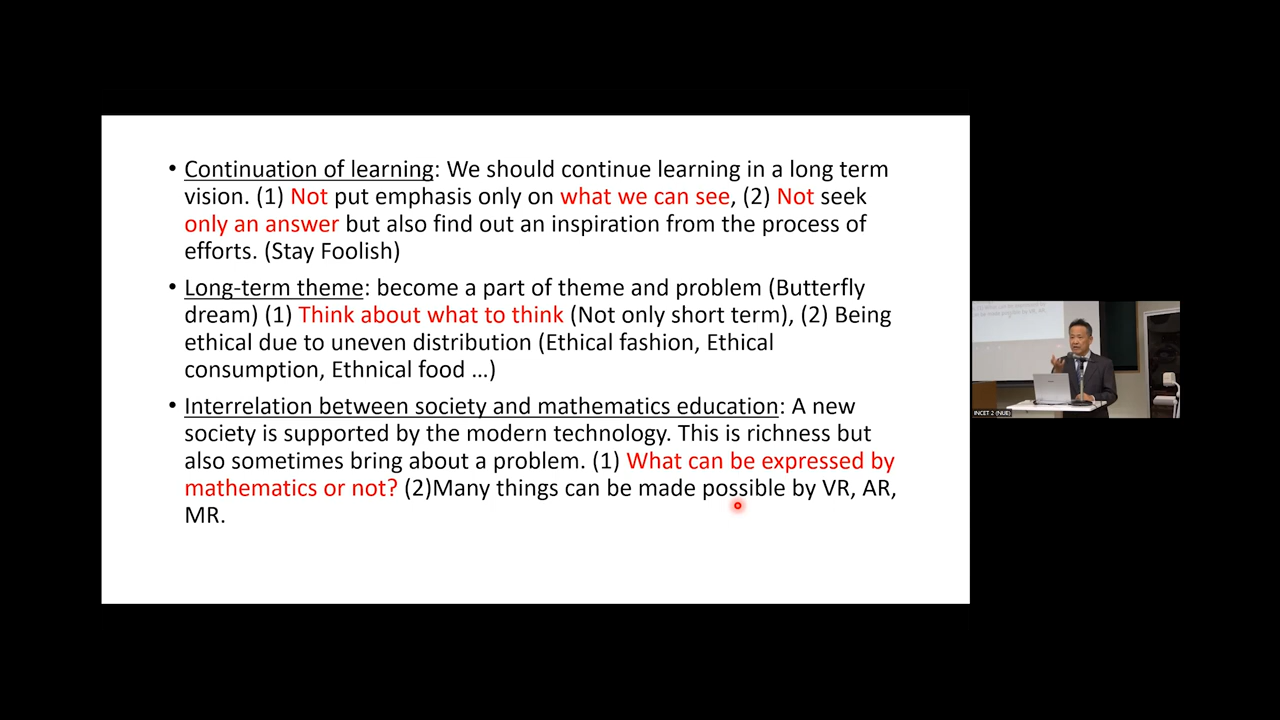 • Continuation of learning: We should continue learning in a long term
vision. (1) Not put emphasis only on what we can see, (2) Not seek
only an answer but also find out an inspiration from the process of
efforts. (Stay Foolish)
• Long-term theme: become a part of theme and problem (Butterfly
dream) (1) Think about what to think (Not only short term), (2) Being
ethical due to uneven distribution (Ethical fashion, Ethical
consumption, Ethnical food …)
• Interrelation between society and mathematics education: A new
society is supported by the modern technology. This is richness but
also sometimes bring about a problem. (1) What can be expressed by
mathematics or not? (2)Many things can be made possible by VR, AR,
MR.
INCET 2 (NUE)